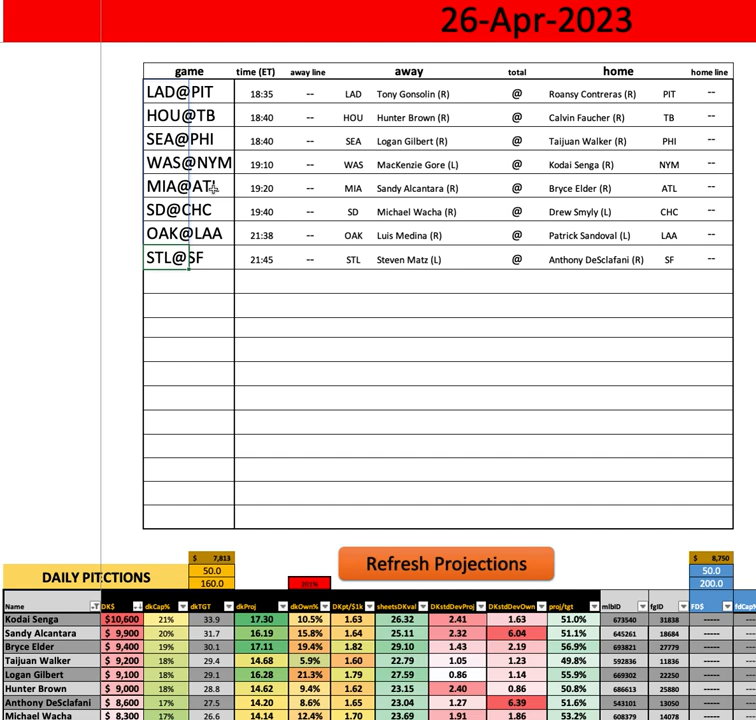 26-Apr-2023
game time (ET) away line away total home home line
LAD@PIT 18:35 -- LAD Tony Gonsolin (R) @ Roansy Contreras (R) PIT --
HOU@TB 18:40 -- HOU Hunter Brown (R) @ Calvin Faucher (R) TB --
SEA@PHI 18:40 -- SEA Logan Gilbert (R) @ Taijuan Walker (R) PHI --
WAS@NYM 19:10 -- WAS MacKenzie Gore (L) @ Kodai Senga (R) NYM --
MIA@ATL 19:20 -- MIA Sandy Alcantara (R) @ Bryce Elder (R) ATL --
SD@CHC 19:40 -- SD Michael Wacha (R) @ Drew Smyly (L) CHC --
OAK@LAA 21:38 -- OAK Luis Medina (R) @ Patrick Sandoval (L) LAA --
STL@SF 21:45 -- STL Steven Matz (L) @ Anthony DeSclafani (R) SF --
$ 7,813 Refresh Projections $ 8,750
DAILY PITCTIONS 50.0 50.0
160.0 201% 200.0
Name DK$ dkCap% dkTGT dkProj dkOwn% DKpt/$1k sheetsDKval DKstdDevProj DKstdDevOwn proj/tgt mlbID fgID FD$ fdCap%
Kodai Senga $10,600 21% 33.9 17.30 10.5% 1.63 26.32 2.41 1.63 51.0% 673540 31838 -----
Sandy Alcantara $ 9,900 20% 31.7 16.19 15.8% 1.64 25.11 2.32 6.04 51.1% 645261 18684 -----
Bryce Elder $ 9,400 19% 30.1 17.11 19.4% 1.82 29.10 1.43 2.19 56.9% 693821 27779 -----
Taijuan Walker $ 9,200 18% 29.4 14.68 5.9% 1.60 22.79 1.05 1.23 49.8% 592836 11836 -----
Logan Gilbert $ 9,100 18% 29.1 16.28 21.3% 1.79 27.59 0.86 1.14 55.9% 669302 22250 -----
Hunter Brown $ 9,000 18% 28.8 14.62 9.4% 1.62 23.15 2.40 0.86 50.8% 686613 25880 -----
Anthony DeSclafani $ 8,600 17% 27.5 14.20 8.6% 1.65 23.04 1.27 6.39 51.6% 543101 13050 -----
Michael Wacha $ 8,300 17% 26.6 14.14 12.4% 1.70 23.69 1.91 1.86 53.2% 608379 14078 -----